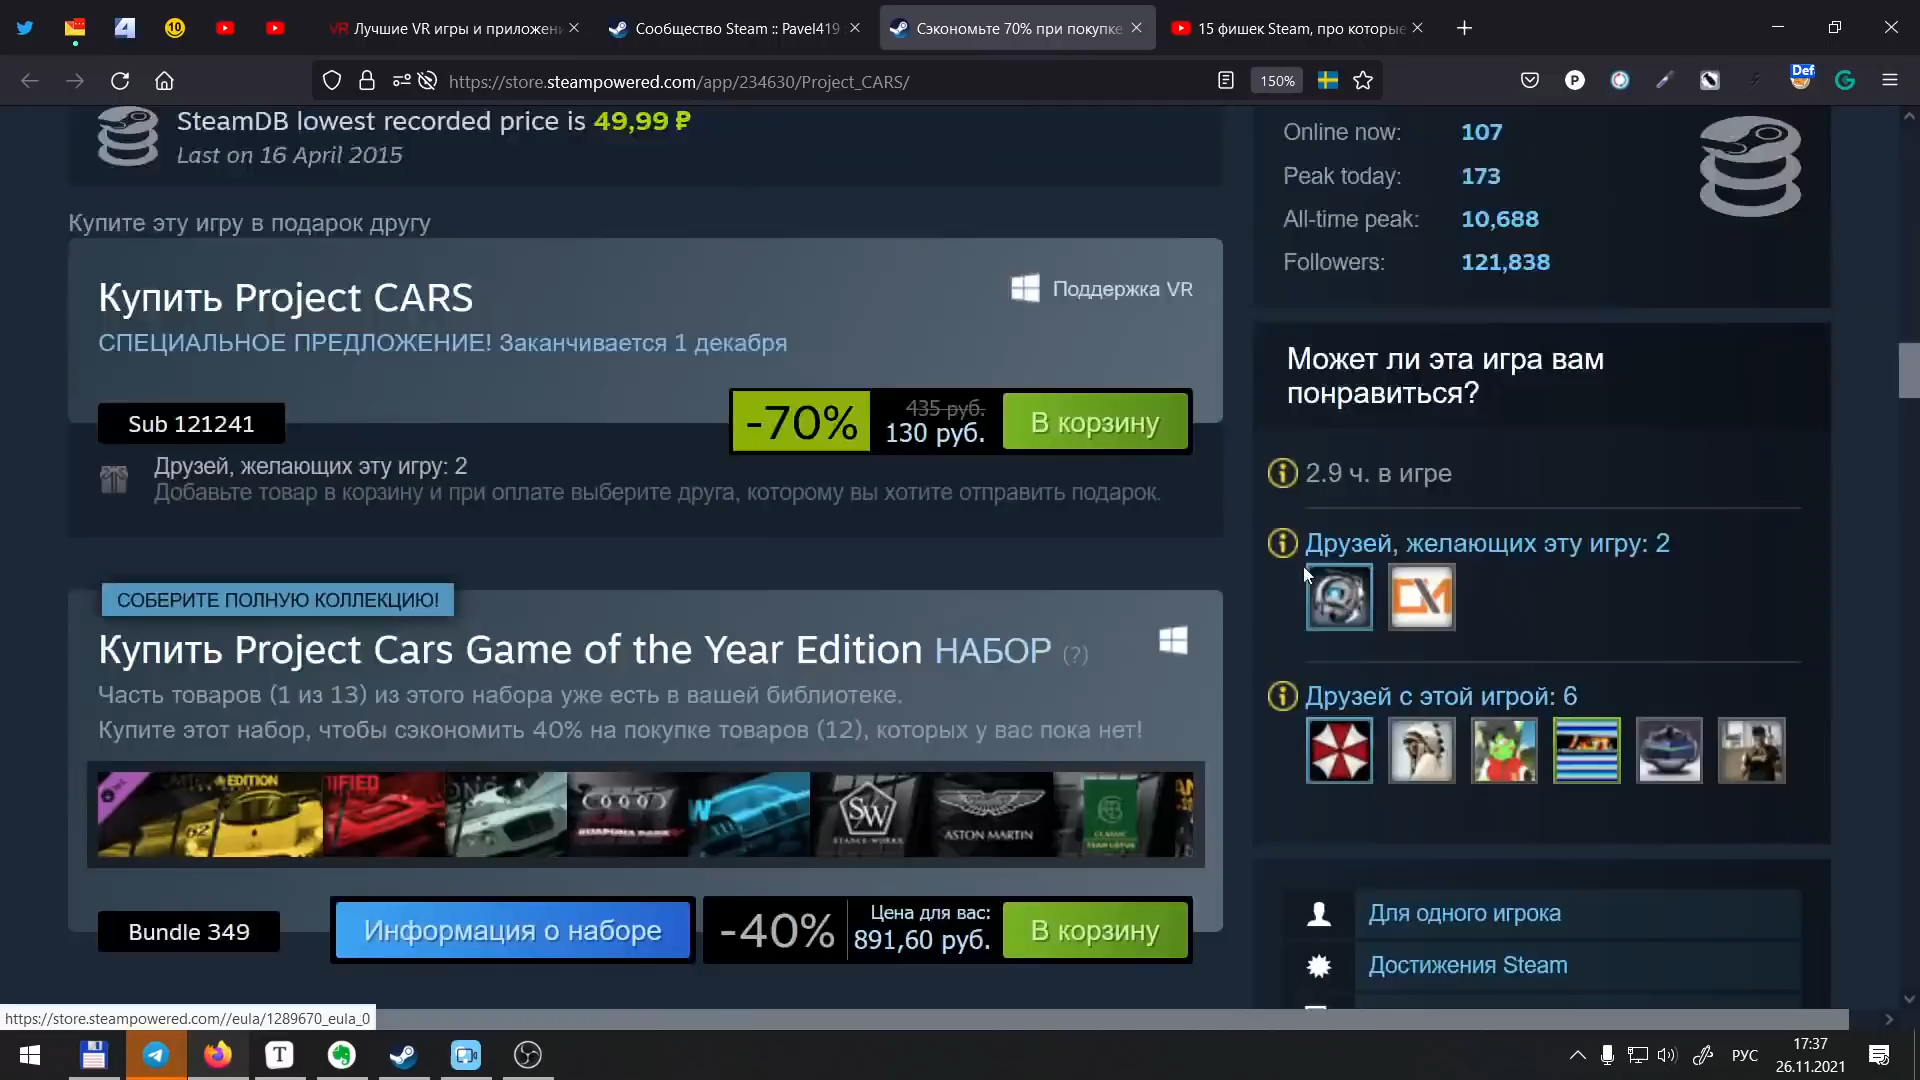 Лучшие VR игры и приложен
Сообщество Steam :: Pavel419
Сэкономьте 70% при покупке
15 фишек Steam, про которые
https://store.steampowered.com/app/234630/Project_CARS/
150%
Def
SteamDB lowest recorded price is 49,99 ₽
Last on 16 April 2015
Купите эту игру в подарок другу
Купить Project CARS
Поддержка VR
СПЕЦИАЛЬНОЕ ПРЕДЛОЖЕНИЕ! Заканчивается 1 декабря
Sub 121241
-70%
435 руб.
130 руб.
В корзину
Друзей, желающих эту игру: 2
Добавьте товар в корзину и при оплате выберите друга, которому вы хотите отправить подарок.
СОБЕРИТЕ ПОЛНУЮ КОЛЛЕКЦИЮ!
Купить Project Cars Game of the Year Edition НАБОР (?)
Часть товаров (1 из 13) из этого набора уже есть в вашей библиотеке.
Купите этот набор, чтобы сэкономить 40% на покупке товаров (12), которых у вас пока нет!
EDITION
ASTON MARTIN
Bundle 349
Информация о наборе
-40%
Цена для вас:
891,60 руб.
В корзину
Online now: 107
Peak today: 173
All-time peak: 10,688
Followers: 121,838
Может ли эта игра вам
понравиться?
2.9 ч. в игре
Друзей, желающих эту игру: 2
Друзей с этой игрой: 6
Для одного игрока
Достижения Steam
https://store.steampowered.com//eula/1289670_eula_0
РУС
17:37
26.11.2021